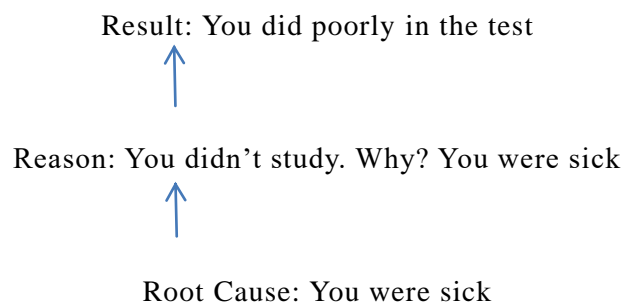 Result: You did poorly in the test
Reason: You didn’t study. Why? You were sick
Root Cause: You were sick